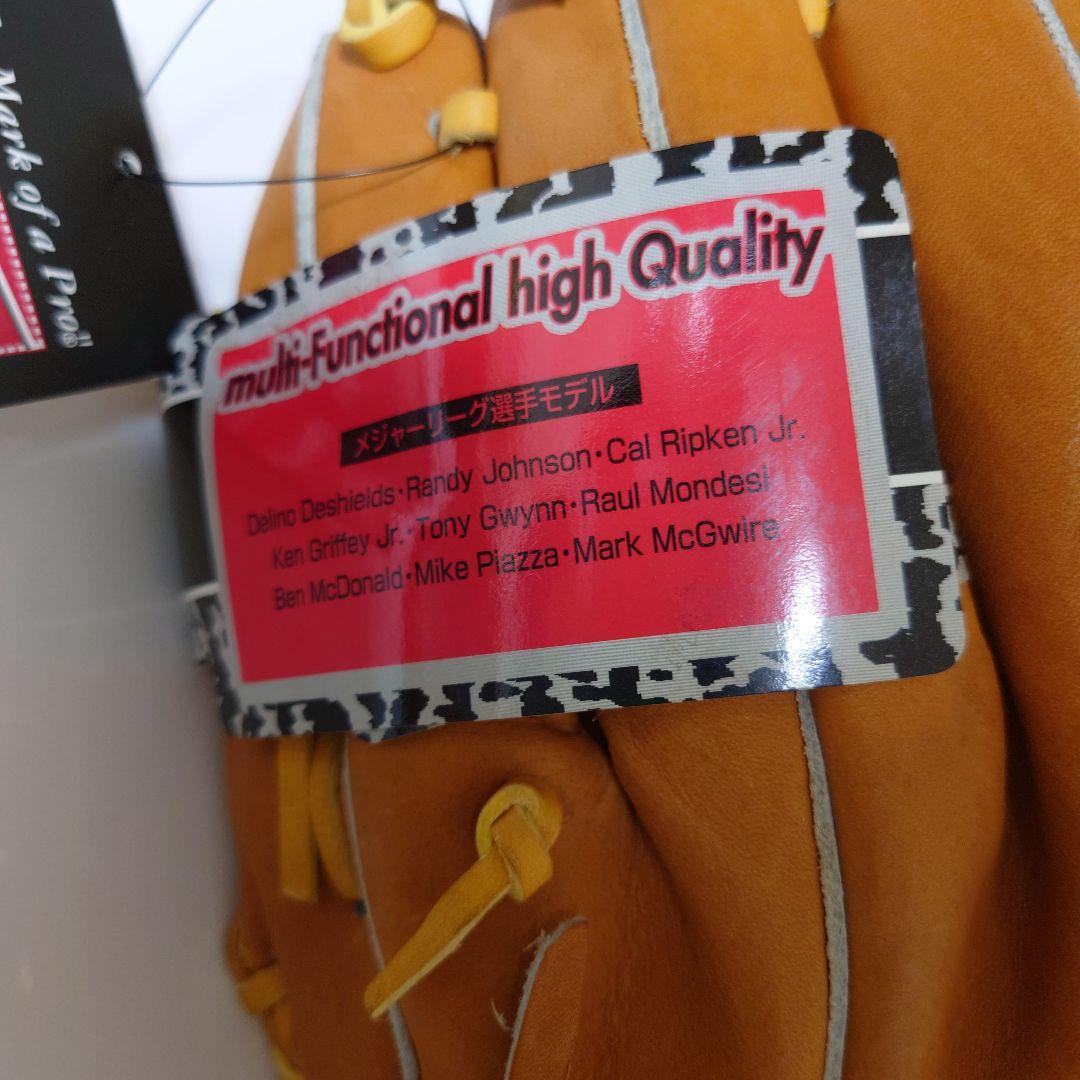 Mark of a Pro®
multi-Functional high Quality
メジャーリーグ選手モデル
Delino Deshields・Randy Johnson・Cal Ripken Jr.
Ken Griffey Jr.・Tony Gwynn・Raul Mondesi
Ben McDonald・Mike Piazza・Mark McGwire